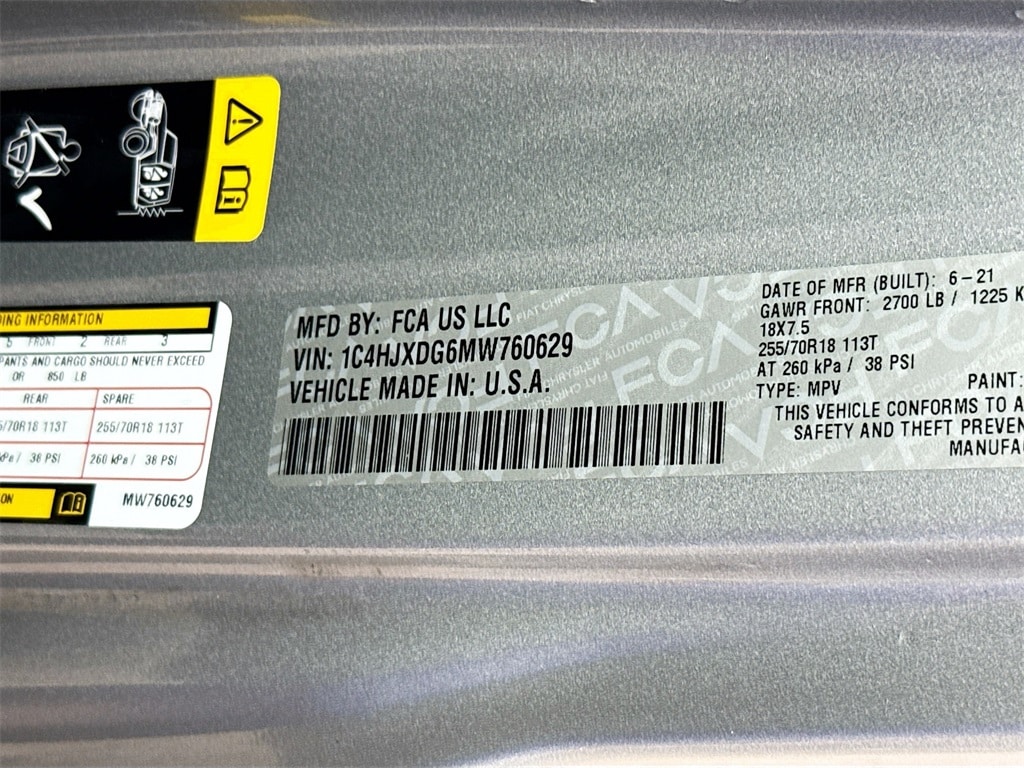 DING INFORMATION
5 FRONT 2 REAR 3
PANTS AND CARGO SHOULD NEVER EXCEED
OR 850 LB
REAR SPARE
5/70R18 113T 255/70R18 113T
kPa / 38 PSI 260 kPa / 38 PSI
ON MW760629
MFD BY: FCA US LLC
VIN: 1C4HJXDG6MW760629
VEHICLE MADE IN: U.S.A.
DATE OF MFR (BUILT): 6-21
GAWR FRONT: 2700 LB / 1225 K
18X7.5
255/70R18 113T
AT 260 kPa / 38 PSI
TYPE: MPV PAINT:
THIS VEHICLE CONFORMS TO A
SAFETY AND THEFT PREVEN
MANUFAC